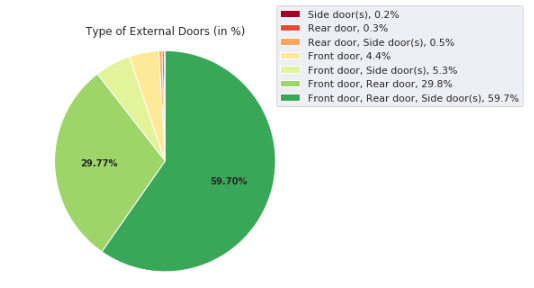 Type of External Doors (in %)
Side door(s), 0.2%
Rear door, 0.3%
Rear door, Side door(s), 0.5%
Front door, 4.4%
Front door, Side door(s), 5.3%
Front door, Rear door, 29.8%
Front door, Rear door, Side door(s), 59.7%
29.77%
59.70%